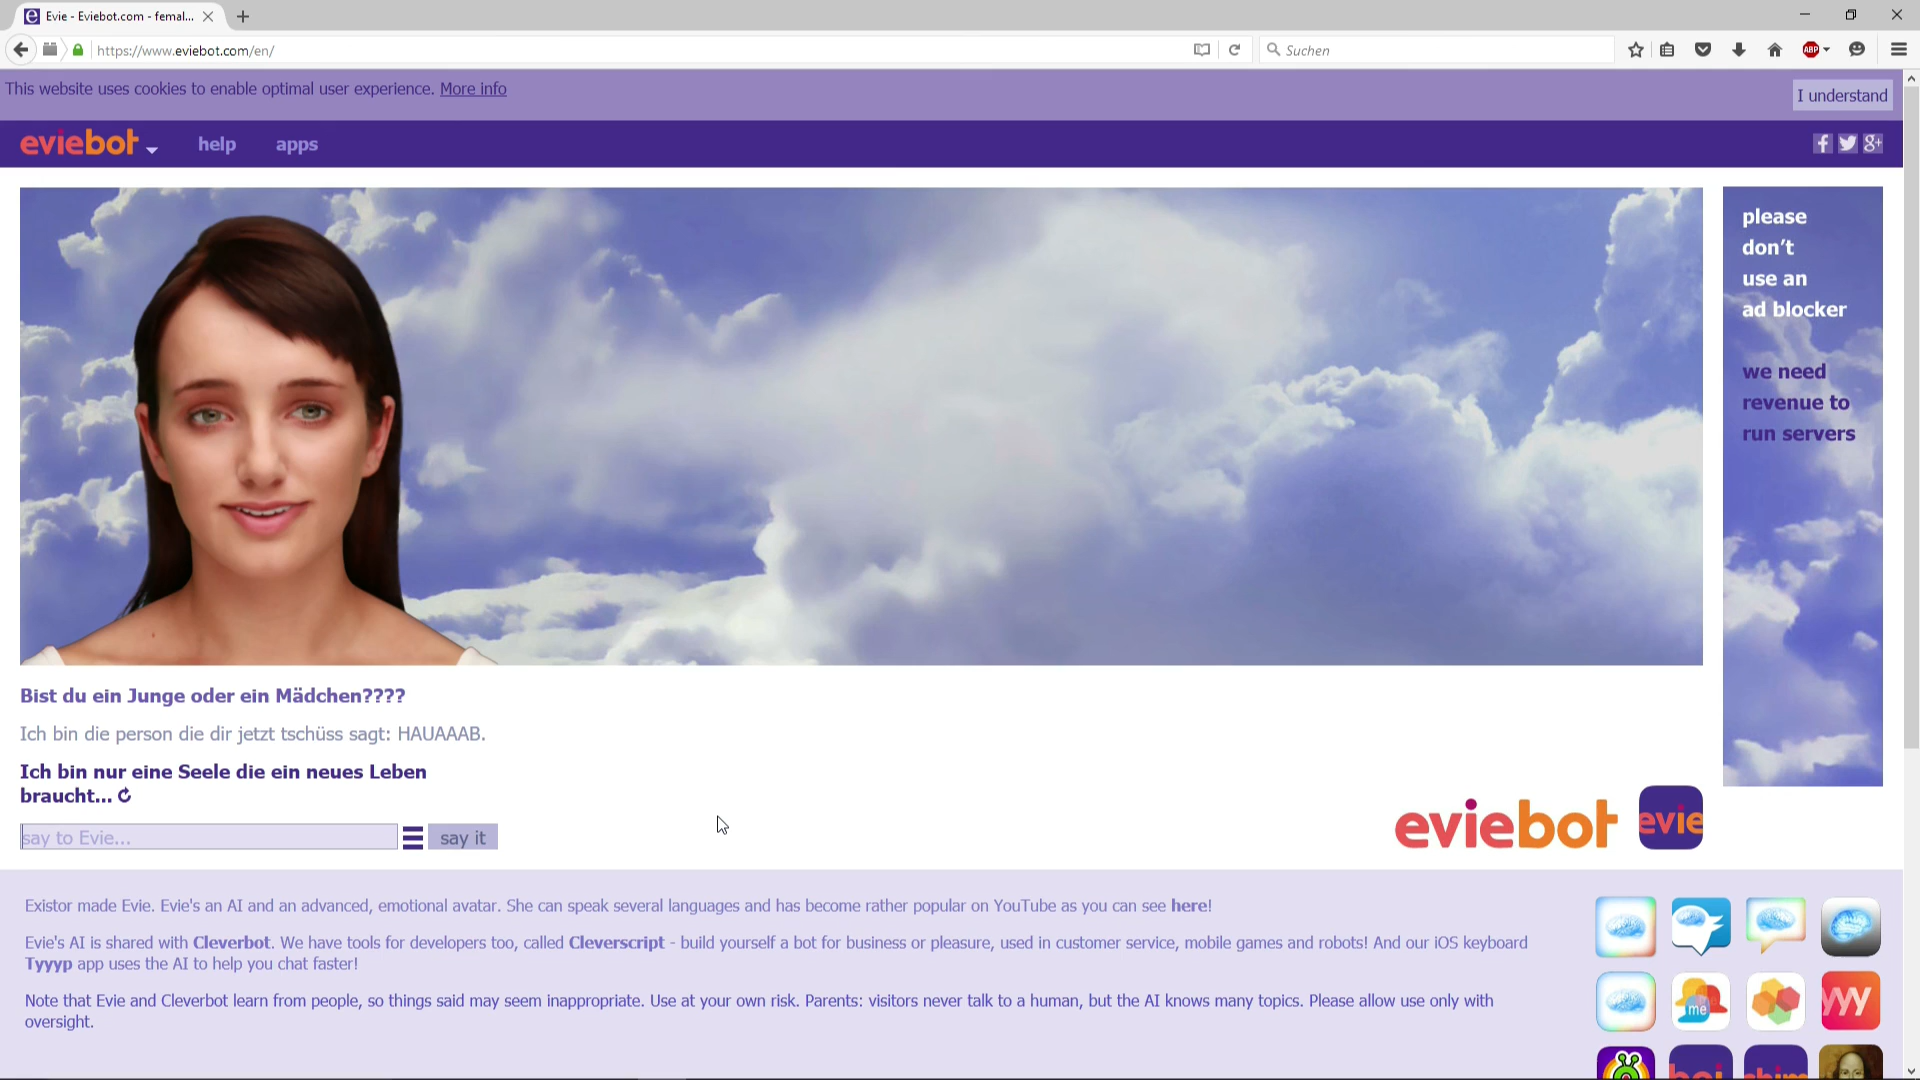 Evie - Eviebot.com - femal...
https://www.eviebot.com/en/
Suchen
ABP
This website uses cookies to enable optimal user experience. More info
I understand
eviebot
help
apps
f
g+
please
don't
use an
ad blocker
we need
revenue to
run servers
Bist du ein Junge oder ein Mädchen????
Ich bin die person die dir jetzt tschüss sagt: HAUAAAB.
Ich bin nur eine Seele die ein neues Leben
braucht...
say to Evie...
say it
eviebot
evie
Existor made Evie. Evie's an AI and an advanced, emotional avatar. She can speak several languages and has become rather popular on YouTube as you can see here!
Evie's AI is shared with Cleverbot. We have tools for developers too, called Cleverscript - build yourself a bot for business or pleasure, used in customer service, mobile games and robots! And our iOS keyboard
Tyyyp app uses the AI to help you chat faster!
Note that Evie and Cleverbot learn from people, so things said may seem inappropriate. Use at your own risk. Parents: visitors never talk to a human, but the AI knows many topics. Please allow use only with
oversight.
me
yyy
boi
chim